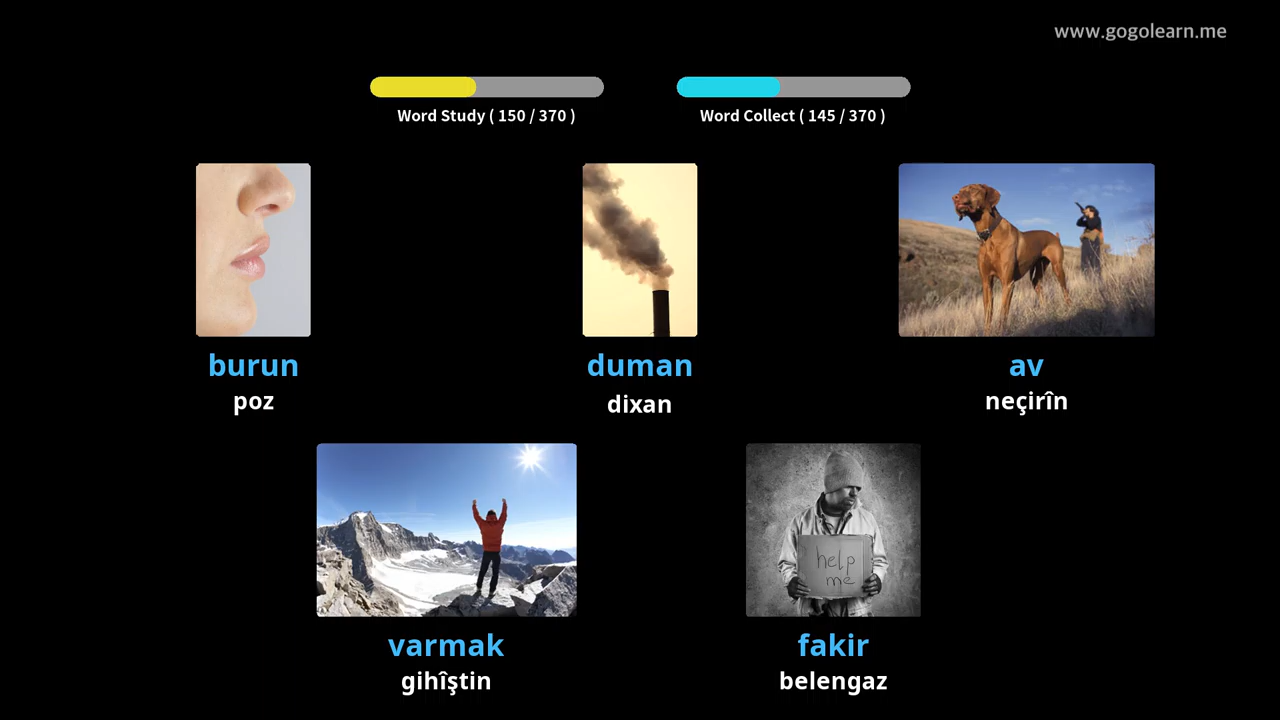 www.gogolearn.me
Word Study ( 150 / 370 )
Word Collect ( 145 / 370 )
burun
poz
duman
dixan
av
neçirîn
help
me
varmak
gihîştin
fakir
belengaz